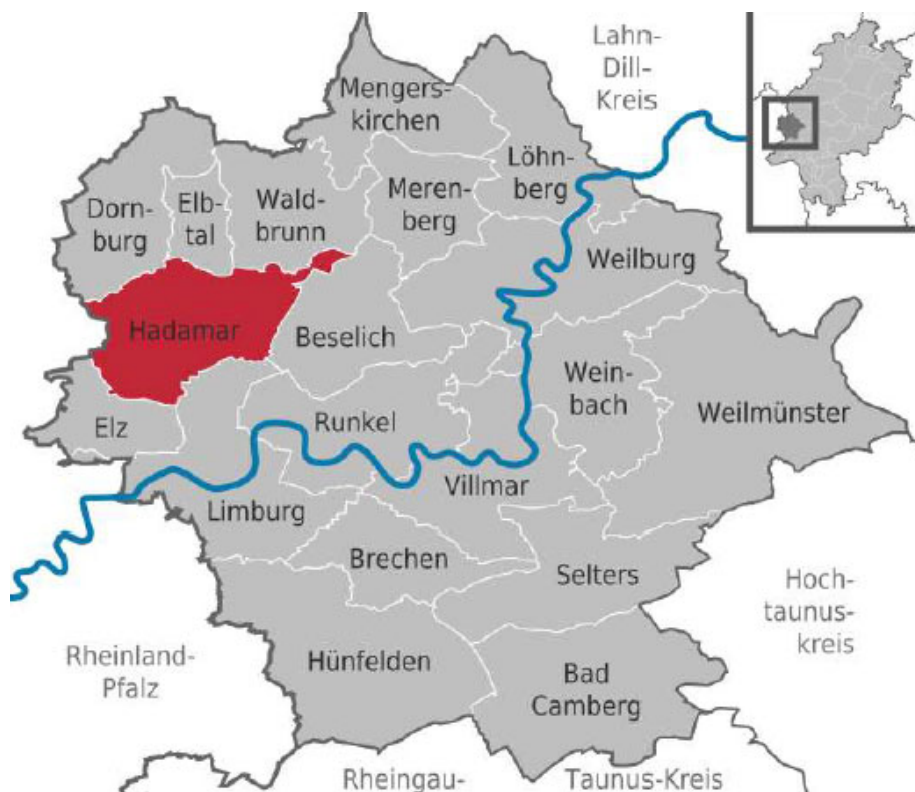 Lahn-
Dill-
Kreis
Mengers-
kirchen
Löhn-
berg
Meren-
berg
Wald-
brunn
Elb-
tal
Dorn-
burg
Weilburg
Hadamar
Beselich
Wein-
bach
Weilmünster
Elz
Runkel
Villmar
Limburg
Brechen
Selters
Hoch-
taunus-
kreis
Rheinland-
Pfalz
Hünfelden
Bad
Camberg
Rheingau-
Taunus-Kreis